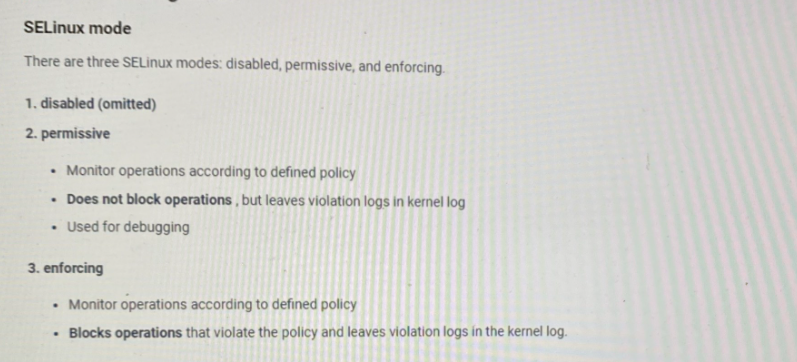 SELinux mode
There are three SELinux modes: disabled, permissive, and enforcing.
1. disabled (omitted)
2. permissive
• Monitor operations according to defined policy
• Does not block operations , but leaves violation logs in kernel log
• Used for debugging
3. enforcing
• Monitor operations according to defined policy
• Blocks operations that violate the policy and leaves violation logs in the kernel log.